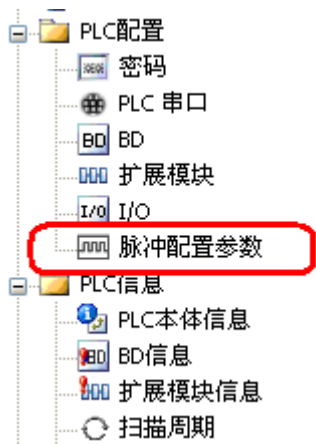 PLC配置
密码
PLC 串口
BD BD
扩展模块
I/O I/O
脉冲配置参数
PLC信息
PLC本体信息
BD BD信息
扩展模块信息
扫描周期